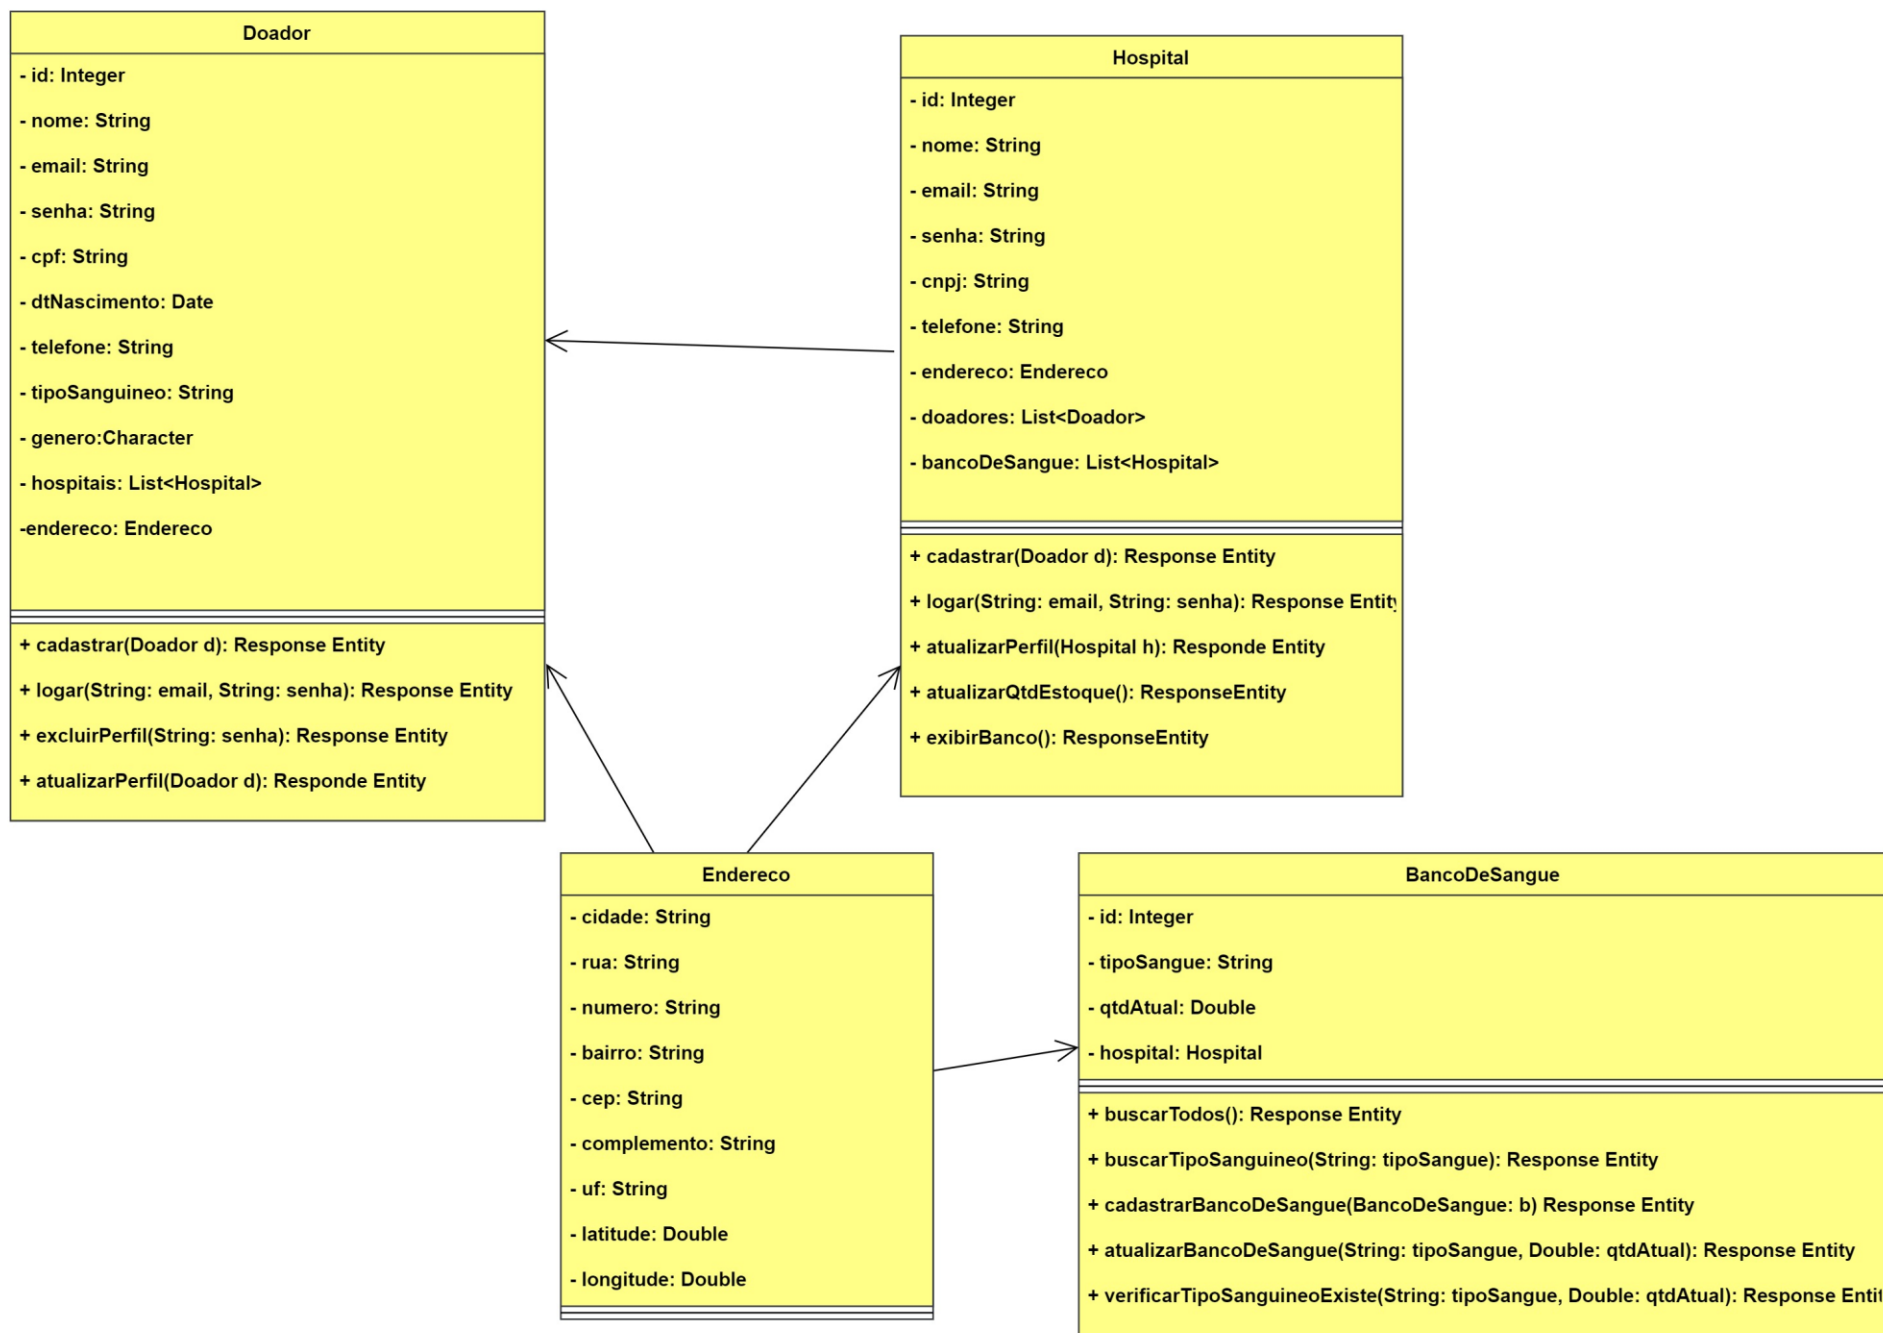 Doador
- id: Integer
- nome: String
- email: String
- senha: String
- cpf: String
- dtNascimento: Date
- telefone: String
- tipoSanguineo: String
- genero:Character
- hospitais: List<Hospital>
-endereco: Endereco
+ cadastrar(Doador d): Response Entity
+ logar(String: email, String: senha): Response Entity
+ excluirPerfil(String: senha): Response Entity
+ atualizarPerfil(Doador d): Responde Entity
Hospital
- id: Integer
- nome: String
- email: String
- senha: String
- cnpj: String
- telefone: String
- endereco: Endereco
- doadores: List<Doador>
- bancoDeSangue: List<Hospital>
+ cadastrar(Doador d): Response Entity
+ logar(String: email, String: senha): Response Entity
+ atualizarPerfil(Hospital h): Responde Entity
+ atualizarQtdEstoque(): ResponseEntity
+ exibirBanco(): ResponseEntity
Endereco
- cidade: String
- rua: String
- numero: String
- bairro: String
- cep: String
- complemento: String
- uf: String
- latitude: Double
- longitude: Double
BancoDeSangue
- id: Integer
- tipoSangue: String
- qtdAtual: Double
- hospital: Hospital
+ buscarTodos(): Response Entity
+ buscarTipoSanguineo(String: tipoSangue): Response Entity
+ cadastrarBancoDeSangue(BancoDeSangue: b) Response Entity
+ atualizarBancoDeSangue(String: tipoSangue, Double: qtdAtual): Response Entity
+ verificarTipoSanguineoExiste(String: tipoSangue, Double: qtdAtual): Response Entit